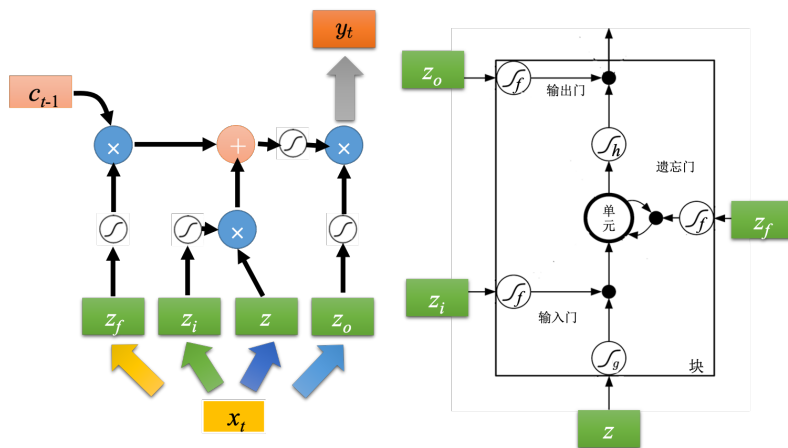 y_t
c_{t-1}
×
+
×
×
z_f
z_i
z
z_o
x_t
z_o
f
输出门
h
遗忘门
单
元
f
z_f
z_i
f
输入门
g
块
z